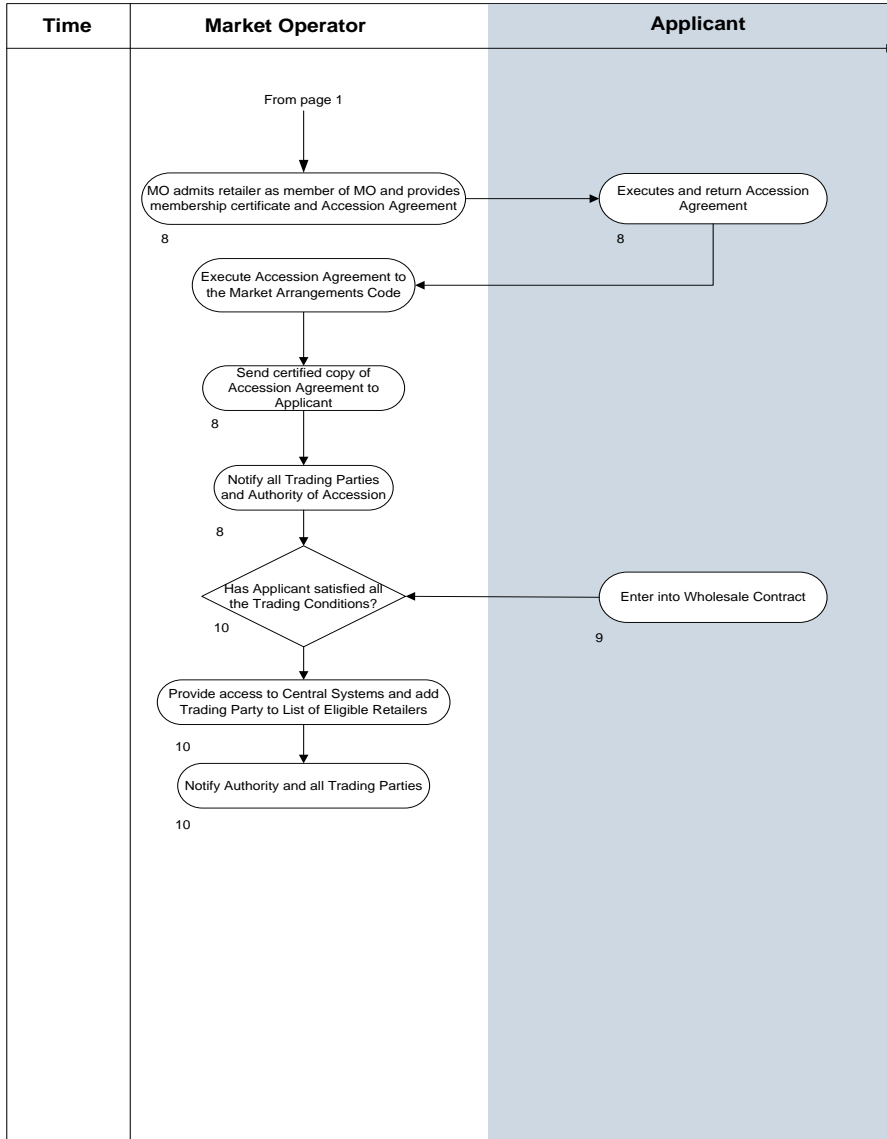 Time
Market Operator
Applicant
From page 1
MO admits retailer as member of MO and provides
membership certificate and Accession Agreement
8
Executes and return Accession
Agreement
8
Execute Accession Agreement to
the Market Arrangements Code
Send certified copy of
Accession Agreement to
Applicant
8
Notify all Trading Parties
and Authority of Accession
8
Has Applicant satisfied all
the Trading Conditions?
10
Enter into Wholesale Contract
9
Provide access to Central Systems and add
Trading Party to List of Eligible Retailers
10
Notify Authority and all Trading Parties
10